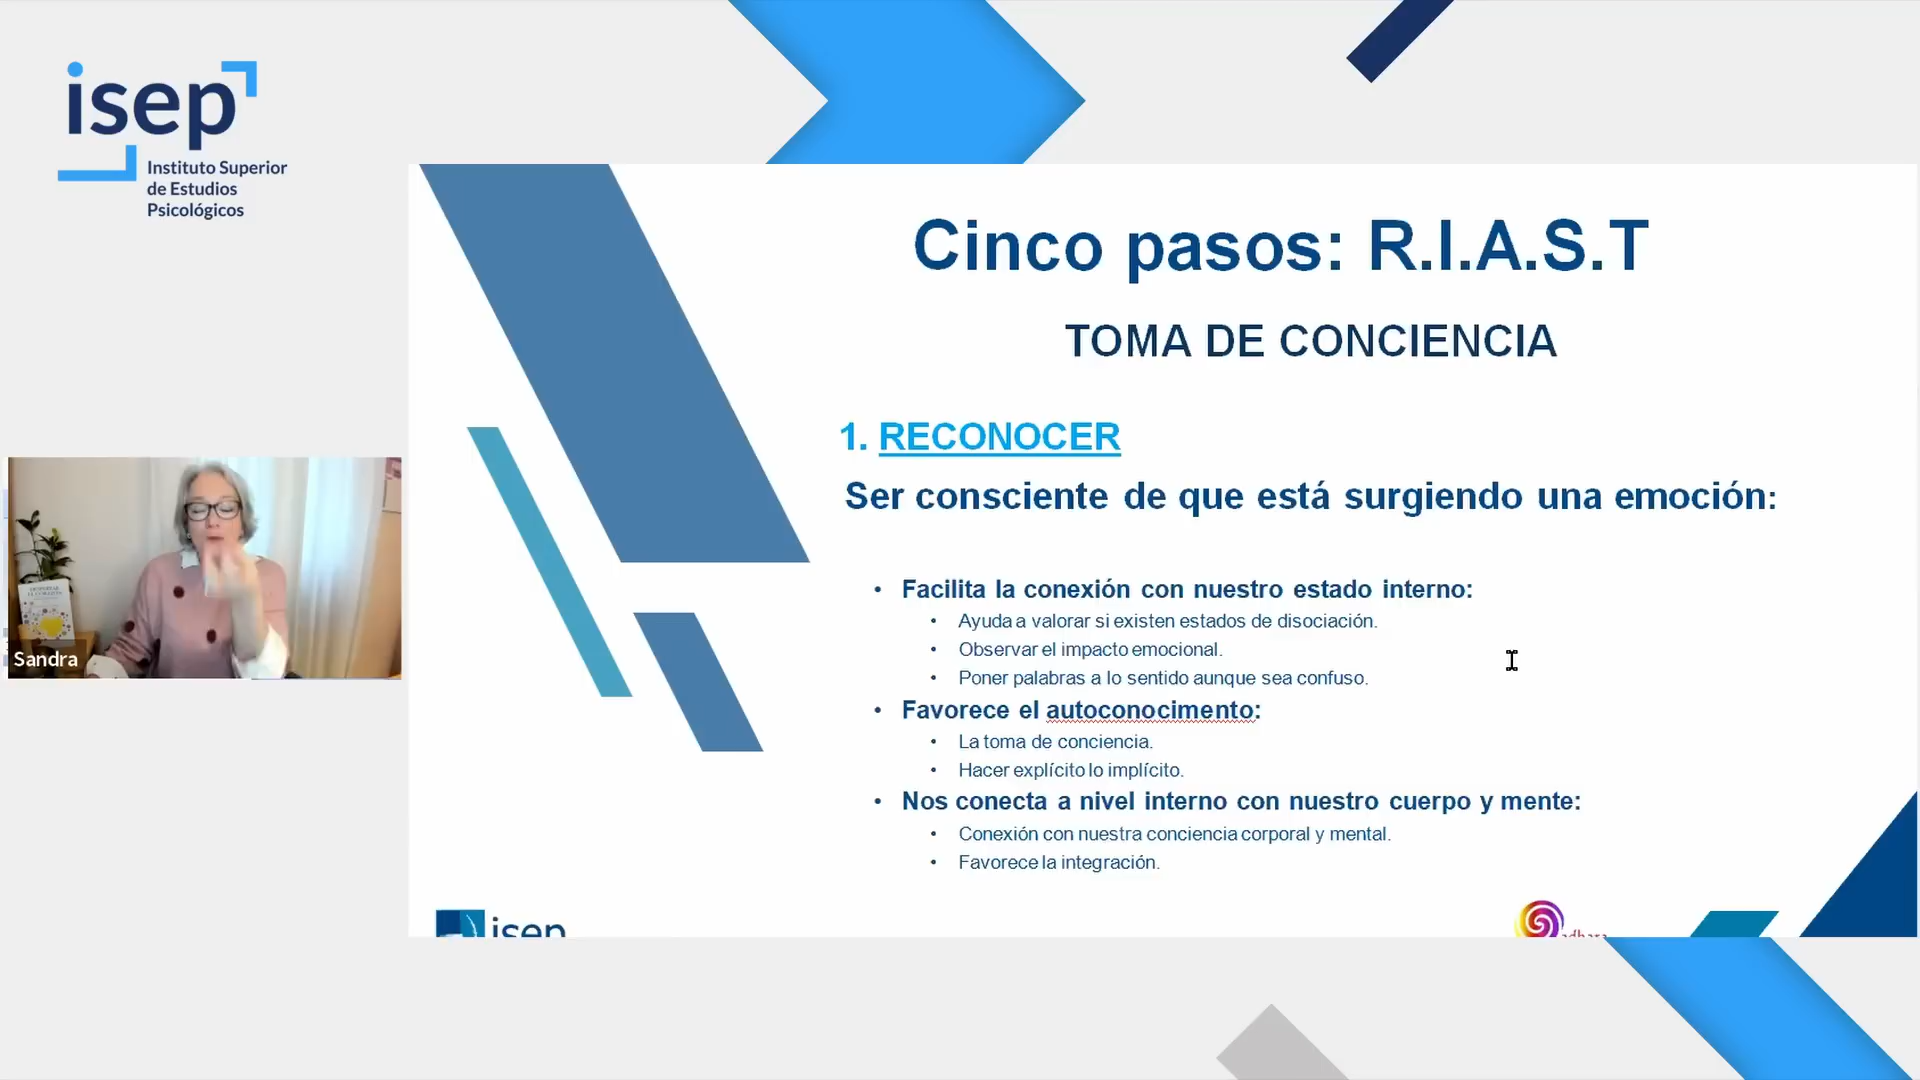 isep
Instituto Superior
de Estudios
Psicológicos
Cinco pasos: R.I.A.S.T
TOMA DE CONCIENCIA
1. RECONOCER
Ser consciente de que está surgiendo una emoción:
• Facilita la conexión con nuestro estado interno:
• Ayuda a valorar si existen estados de disociación.
• Observar el impacto emocional.
• Poner palabras a lo sentido aunque sea confuso.
• Favorece el autoconocimento:
• La toma de conciencia.
• Hacer explícito lo implícito.
• Nos conecta a nivel interno con nuestro cuerpo y mente:
• Conexión con nuestra conciencia corporal y mental.
• Favorece la integración.
Sandra
isep